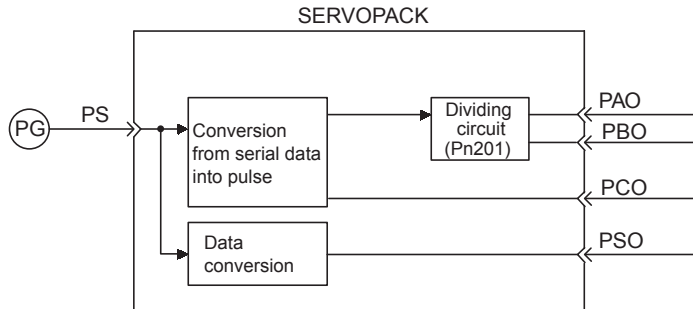 SERVOPACK
PG
PS
Conversion
from serial data
into pulse
Dividing
circuit
(Pn201)
PAO
PBO
PCO
Data
conversion
PSO